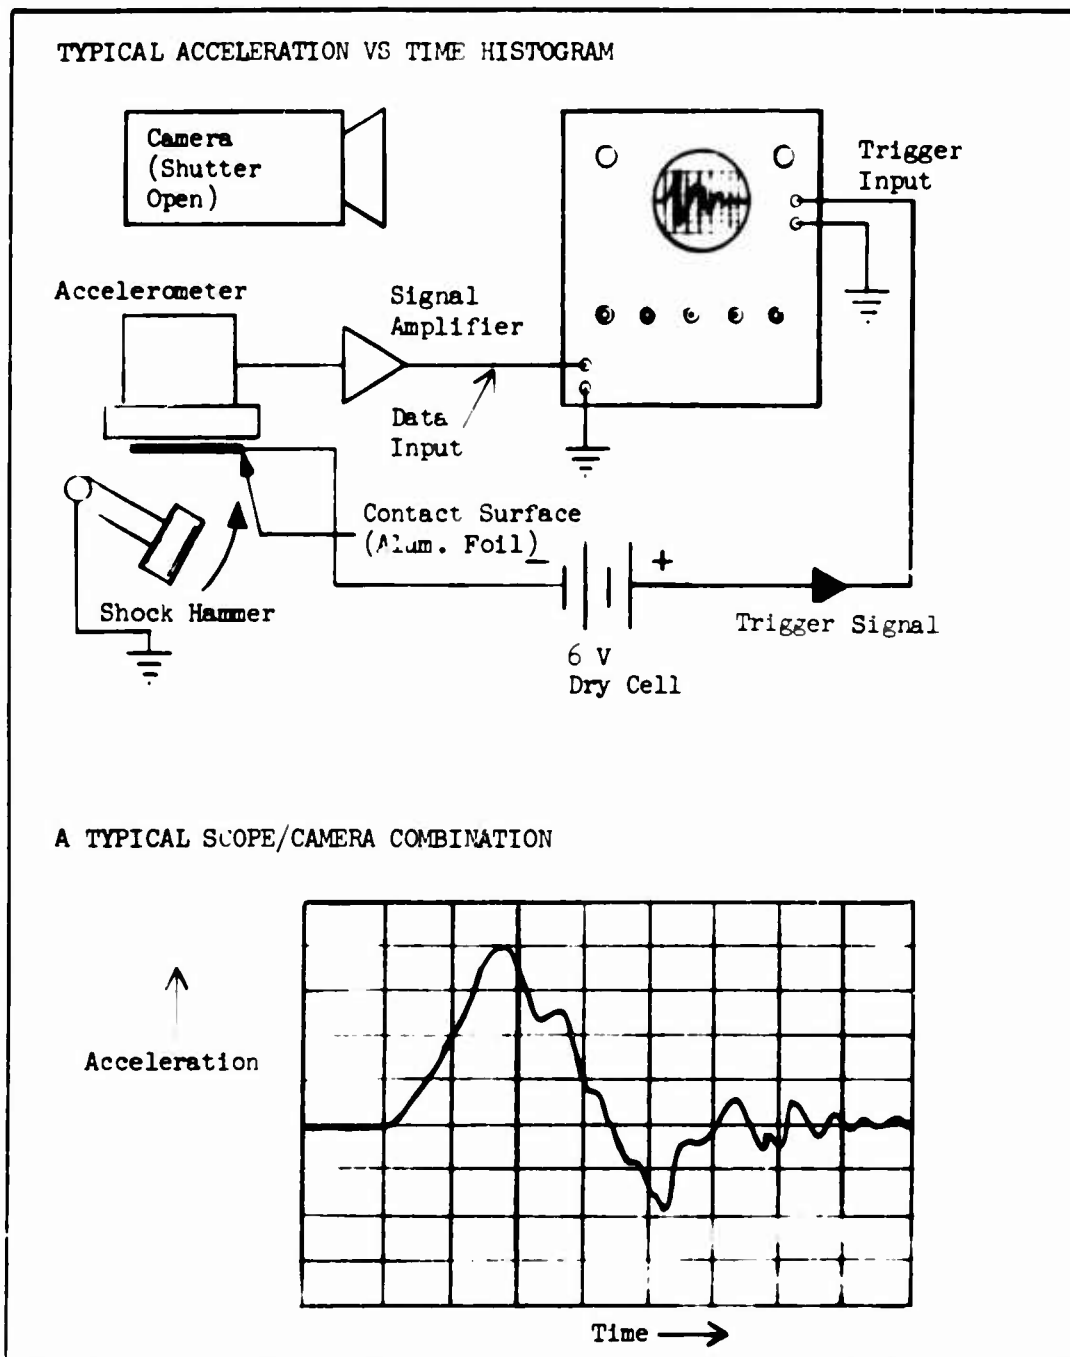 TYPICAL ACCELERATION VS TIME HISTOGRAM
Camera
(Shutter
Open)
Trigger
Input
Accelerometer
Signal
Amplifier
Data
Input
Contact Surface
(Alum. Foil)
- +
Shock Hammer
Trigger Signal
6 V
Dry Cell
A TYPICAL SCOPE/CAMERA COMBINATION
Acceleration
Time